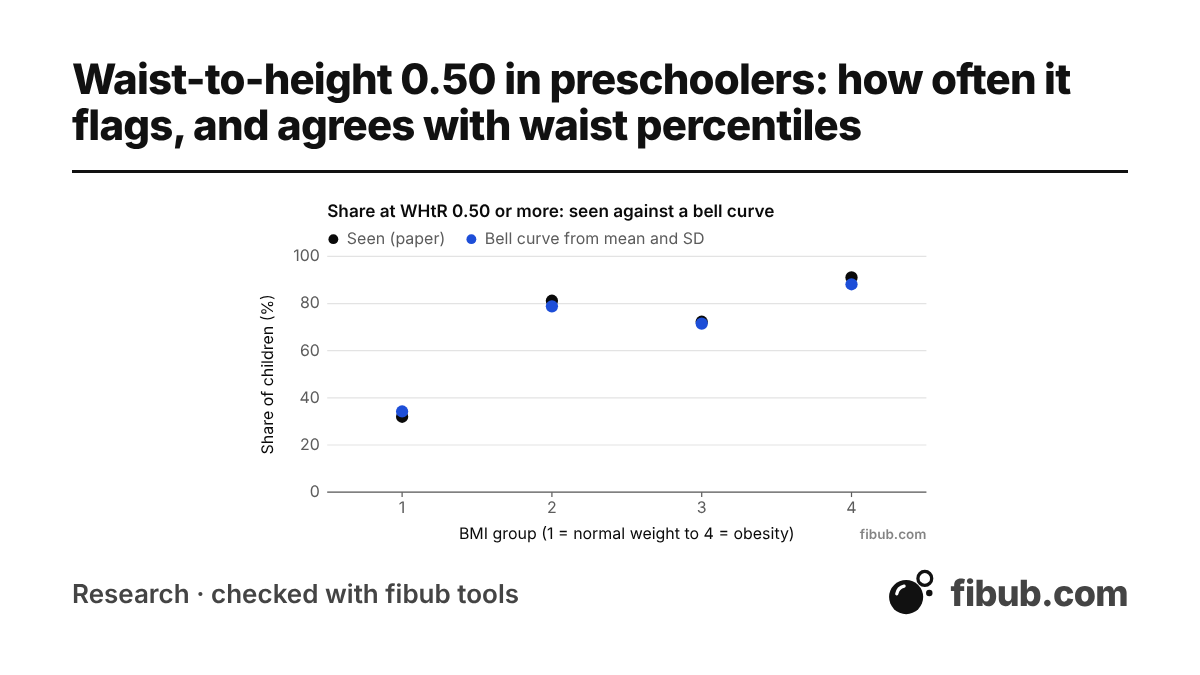 Waist-to-height 0.50 in preschoolers: how often it
flags, and agrees with waist percentiles
Share at WHtR 0.50 or more: seen against a bell curve
Seen (paper) Bell curve from mean and SD
100
80
60
40
20
0
Share of children (%)
1 2 3 4
BMI group (1 = normal weight to 4 = obesity)
fibub.com
Research · checked with fibub tools
fibub.com